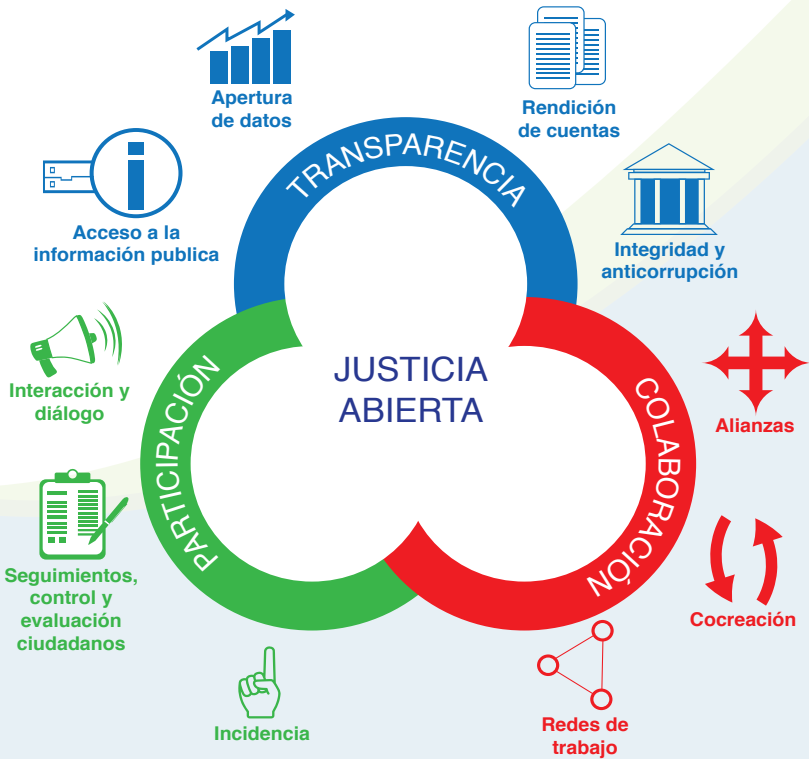 Apertura
de datos
Rendición
de cuentas
TRANSPARENCIA
Acceso a la
información publica
Integridad y
anticorrupción
JUSTICIA
ABIERTA
Interacción y
diálogo
PARTICIPACIÓN
COLABORACIÓN
Alianzas
Seguimientos,
control y
evaluación
ciudadanos
Cocreación
Incidencia
Redes de
trabajo